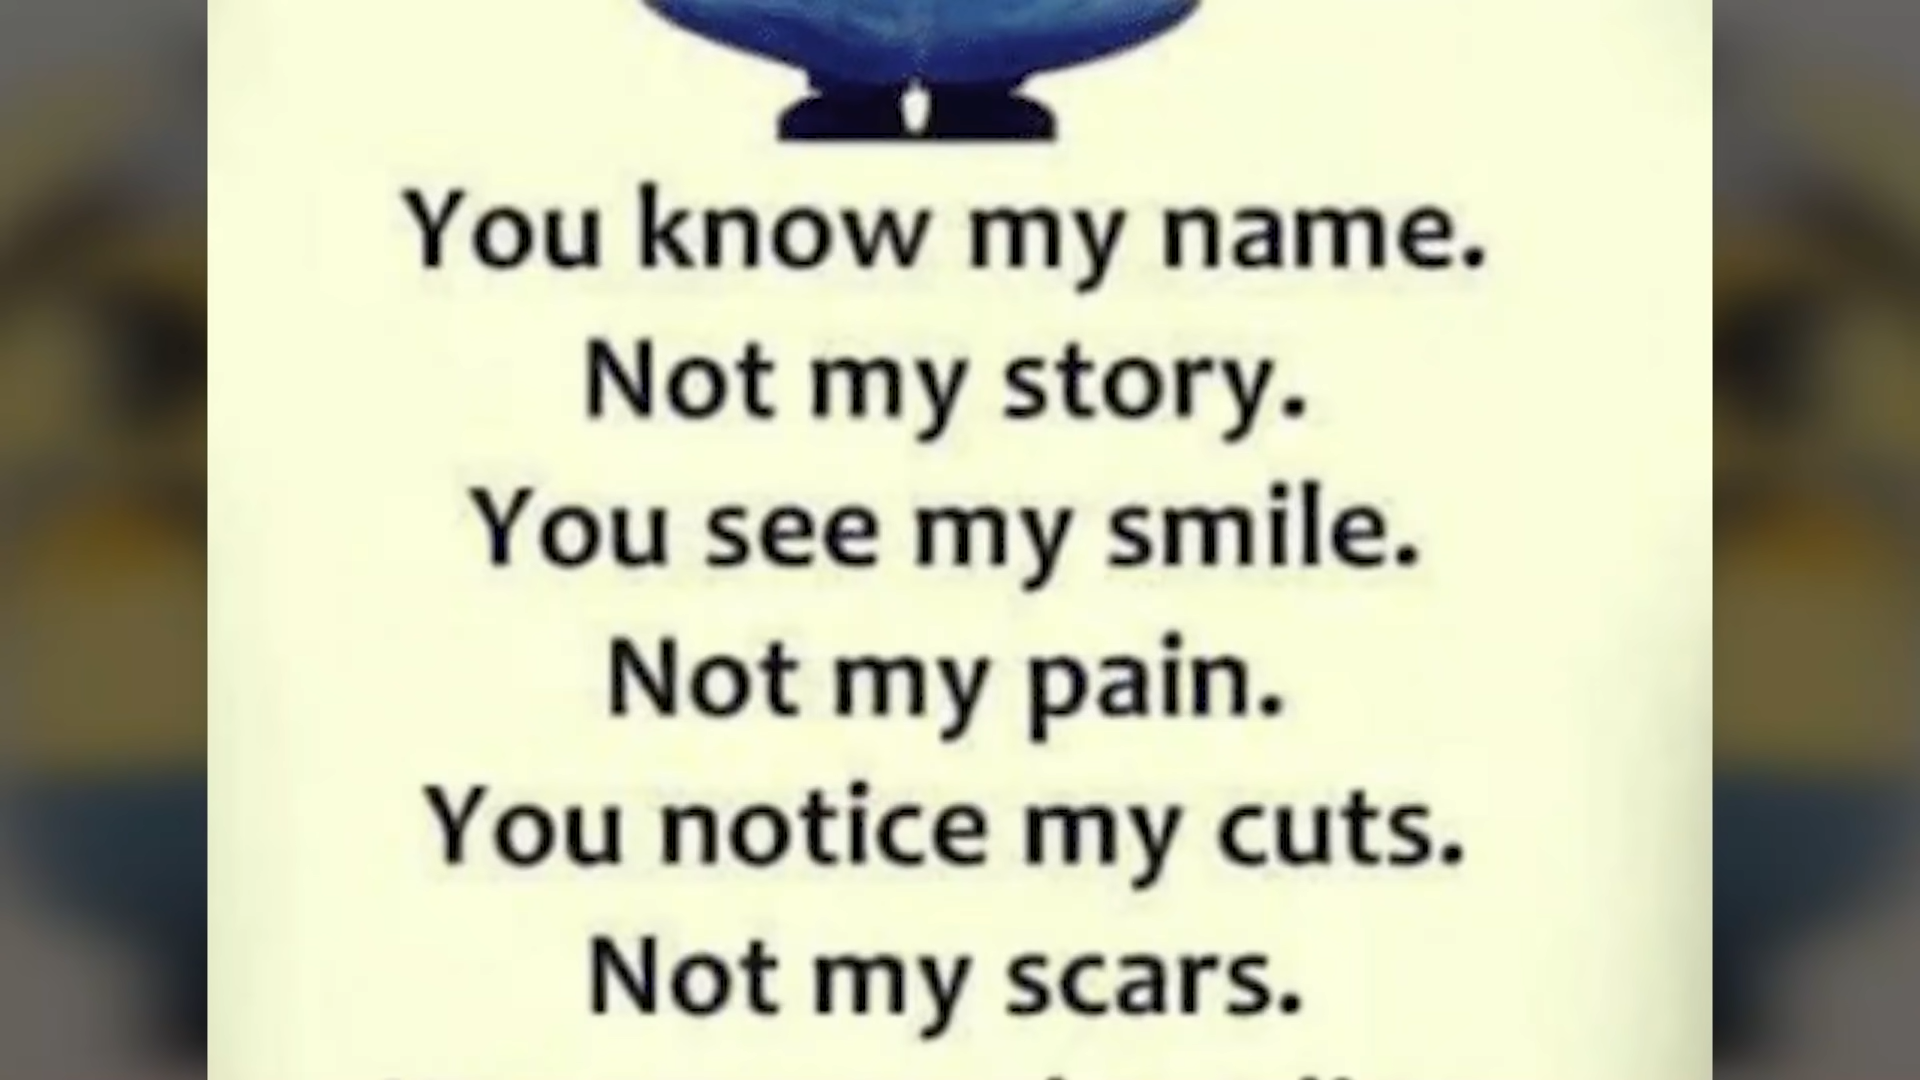 You know my name.
Not my story.
You see my smile.
Not my pain.
You notice my cuts.
Not my scars.